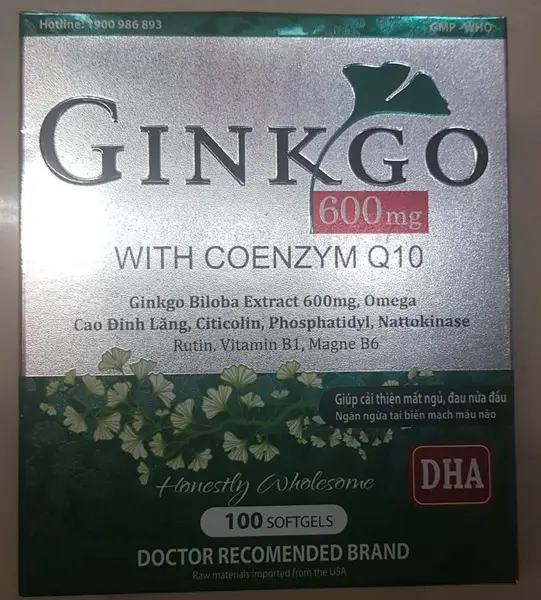 Hotline: 1900 986 893
GMP - WHO
GINKGO
600mg
WITH COENZYM Q10
Ginkgo Biloba Extract 600mg, Omega
Cao Đinh Lăng, Citicolin, Phosphatidyl, Nattokinase
Rutin, Vitamin B1, Magne B6
Giúp cải thiện mất ngủ, đau nửa đầu
Ngăn ngừa tai biến mạch máu não
DHA
Honestly Wholesome
100 SOFTGELS
DOCTOR RECOMENDED BRAND
Raw materials imported from the USA